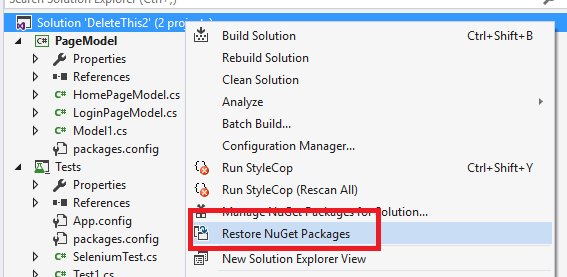 Search Solution Explorer (Ctrl+;)
Solution 'DeleteThis2' (2 projects)
PageModel
Properties
References
HomePageModel.cs
LoginPageModel.cs
Model1.cs
packages.config
Tests
Properties
References
App.config
packages.config
SeleniumTest.cs
Test1.cs
Build Solution Ctrl+Shift+B
Rebuild Solution
Clean Solution
Analyze
Batch Build...
Configuration Manager...
Run StyleCop Ctrl+Shift+Y
Run StyleCop (Rescan All)
Manage NuGet Packages for Solution...
Restore NuGet Packages
New Solution Explorer View